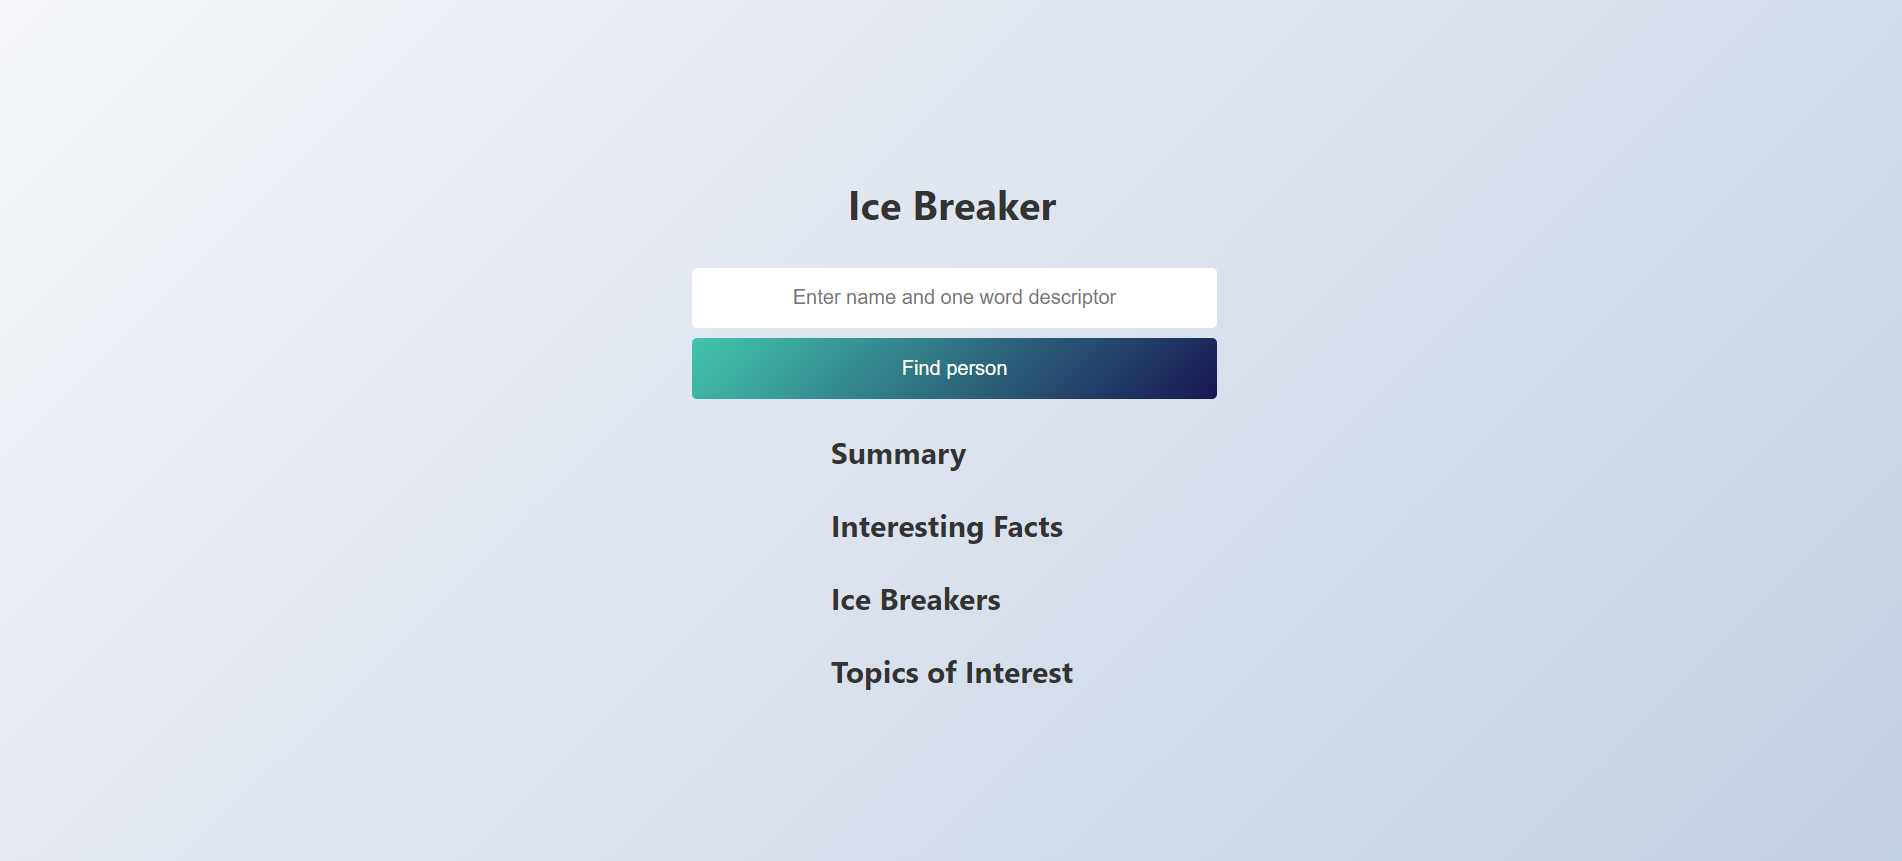 Ice Breaker
Enter name and one word descriptor
Find person
Summary
Interesting Facts
Ice Breakers
Topics of Interest